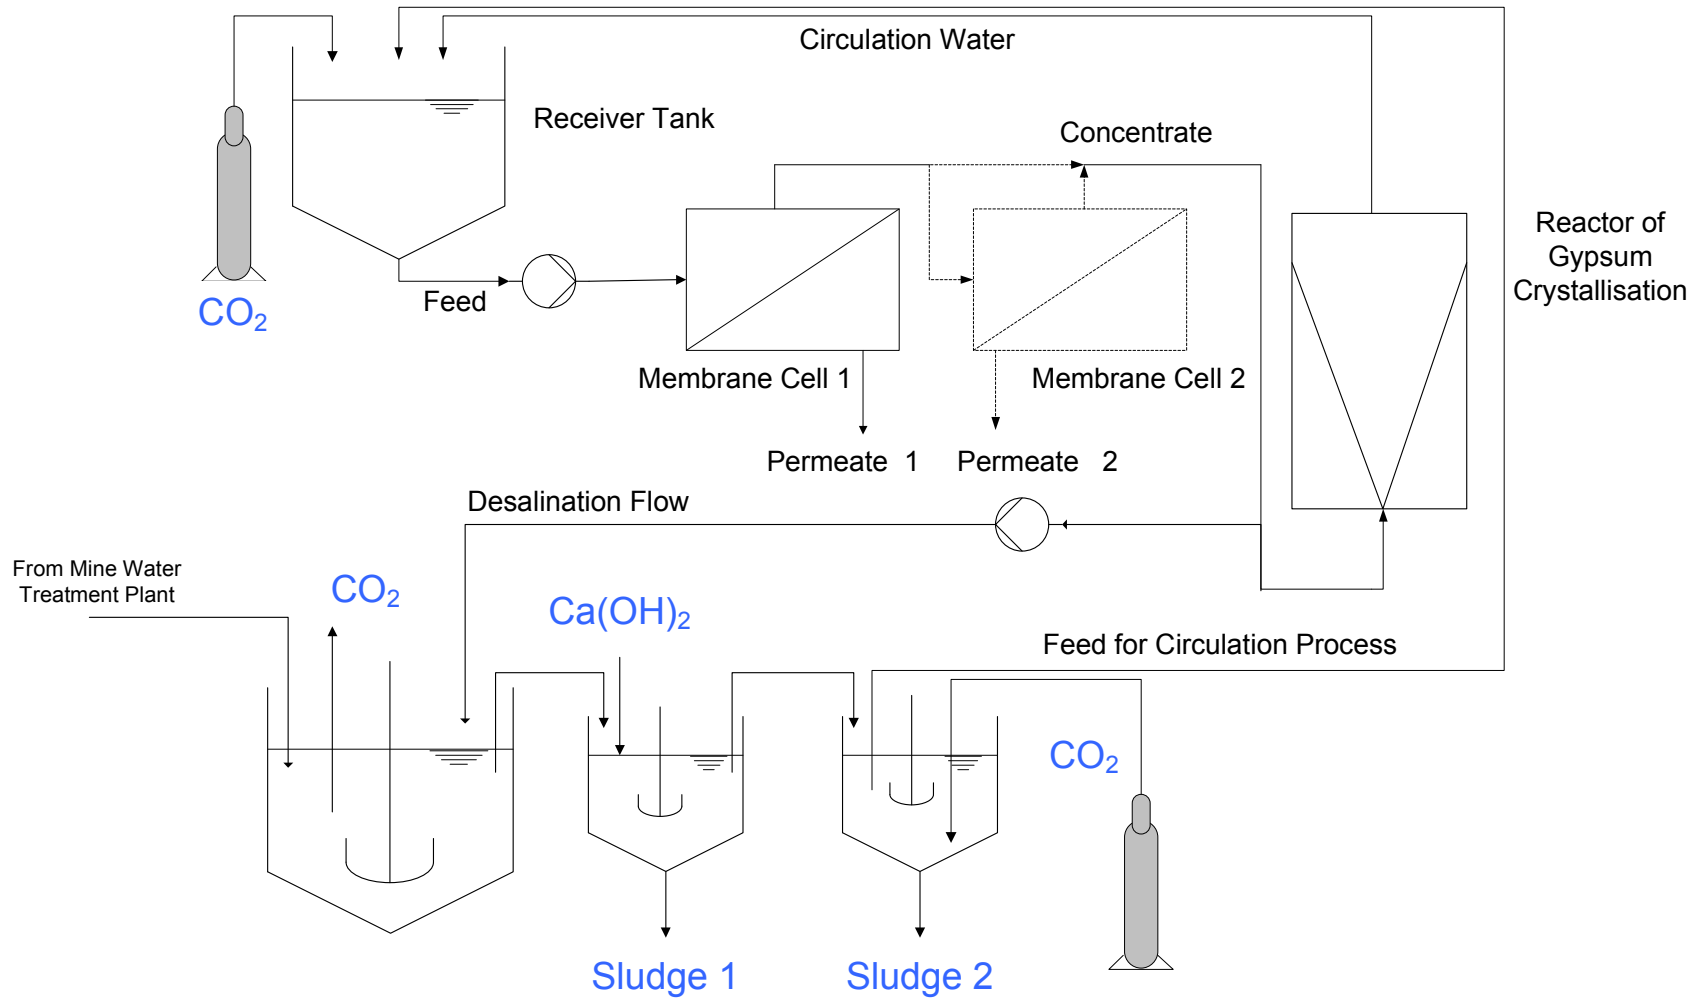 Circulation Water
Receiver Tank
Concentrate
Reactor of
Gypsum
Crystallisation
CO₂
Feed
Membrane Cell 1
Membrane Cell 2
Permeate 1
Permeate 2
Desalination Flow
From Mine Water
Treatment Plant
CO₂
Ca(OH)₂
Feed for Circulation Process
CO₂
Sludge 1
Sludge 2